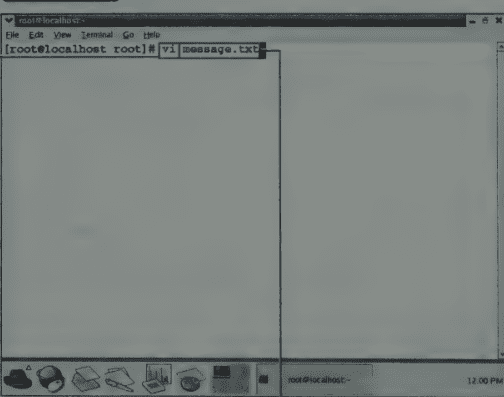 root@localhost:~
File Edit View Terminal Go Help
[root@localhost root]# vi message.txt
root@localhost:~
12:00 PM